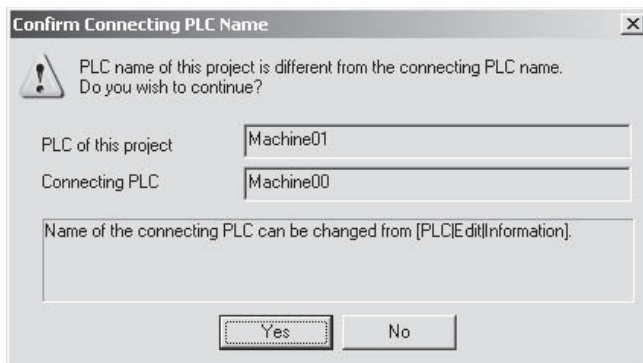 Confirm Connecting PLC Name
PLC name of this project is different from the connecting PLC name.
Do you wish to continue?
PLC of this project
Machine01
Connecting PLC
Machine00
Name of the connecting PLC can be changed from [PLC|Edit|Information].
Yes
No